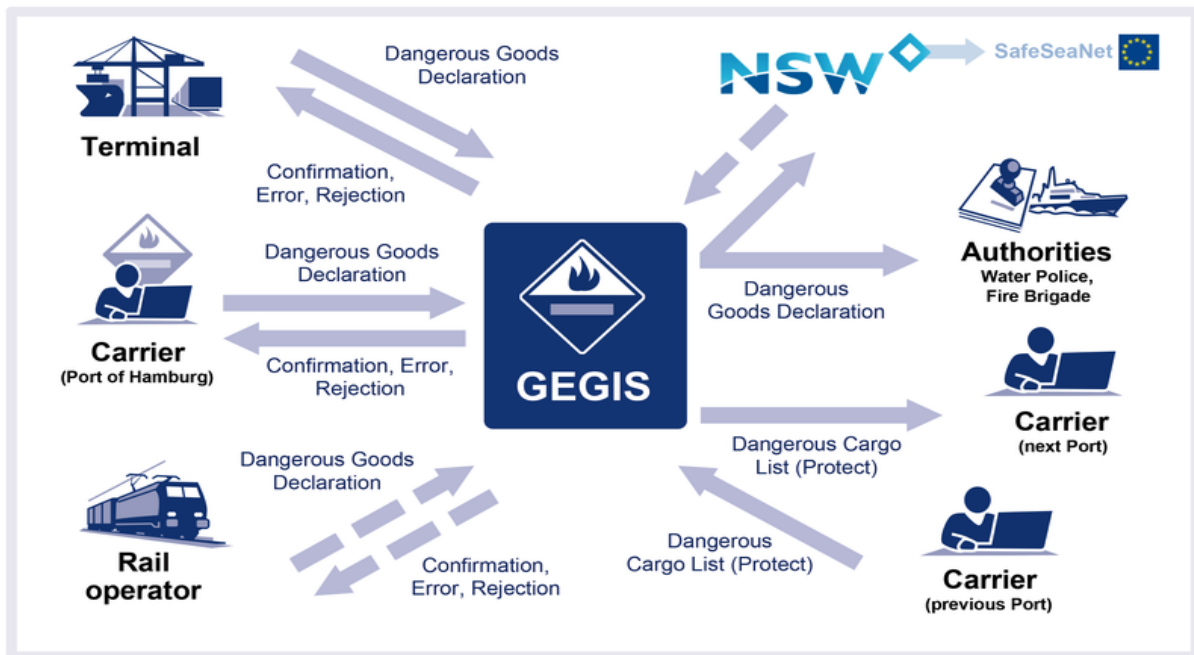 Dangerous Goods
Declaration
NSW
SafeSeaNet
Terminal
Confirmation,
Error, Rejection
Authorities
Water Police,
Fire Brigade
Dangerous Goods
Declaration
Dangerous
Goods Declaration
Carrier
(Port of Hamburg)
Confirmation, Error,
Rejection
GEGIS
Carrier
(next Port)
Dangerous Cargo
List (Protect)
Dangerous Goods
Declaration
Rail
operator
Confirmation,
Error, Rejection
Dangerous
Cargo List (Protect)
Carrier
(previous Port)